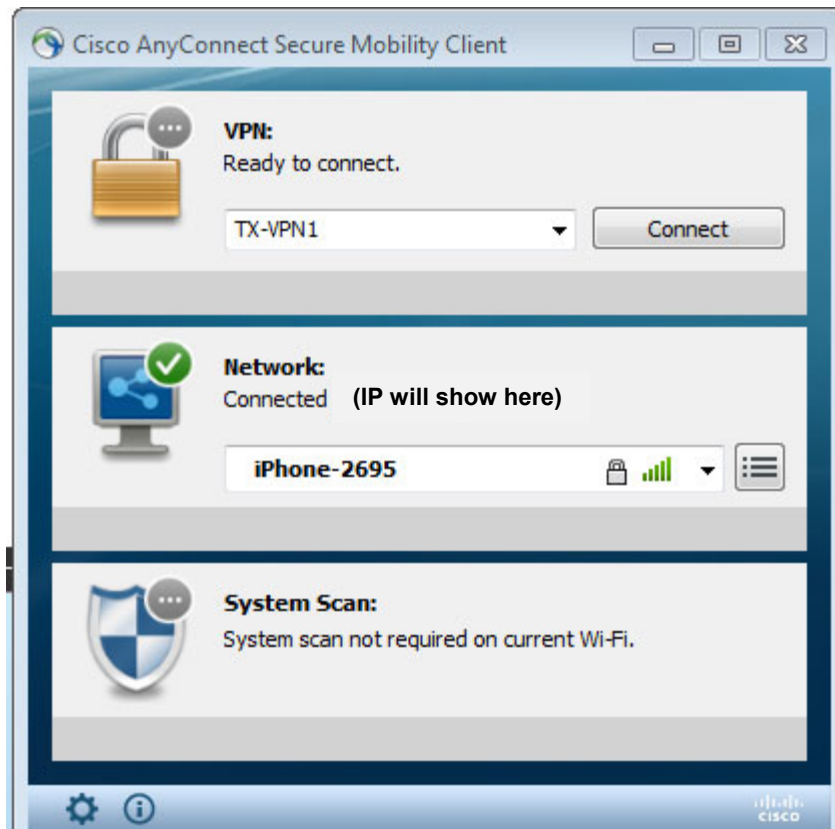 Cisco AnyConnect Secure Mobility Client
VPN:
Ready to connect.
TX-VPN1
Connect
Network:
Connected (IP will show here)
iPhone-2695
System Scan:
System scan not required on current Wi-Fi.
cisco